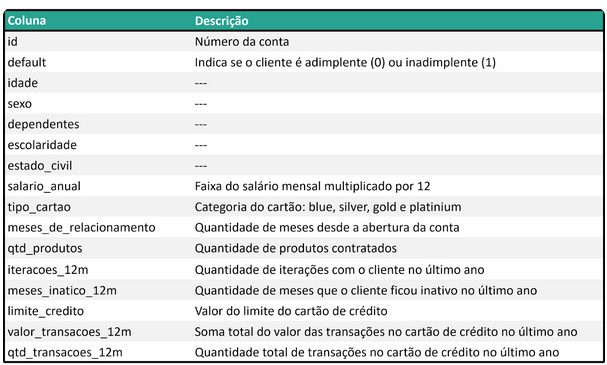 Coluna Descrição
id Número da conta
default Indica se o cliente é adimplente (0) ou inadimplente (1)
idade ---
sexo ---
dependentes ---
escolaridade ---
estado_civil ---
salario_anual Faixa do salário mensal multiplicado por 12
tipo_cartao Categoria do cartão: blue, silver, gold e platinium
meses_de_relacionamento Quantidade de meses desde a abertura da conta
qtd_produtos Quantidade de produtos contratados
iteracoes_12m Quantidade de iterações com o cliente no último ano
meses_inatico_12m Quantidade de meses que o cliente ficou inativo no último ano
limite_credito Valor do limite do cartão de crédito
valor_transacoes_12m Soma total do valor das transações no cartão de crédito no último ano
qtd_transacoes_12m Quantidade total de transações no cartão de crédito no último ano